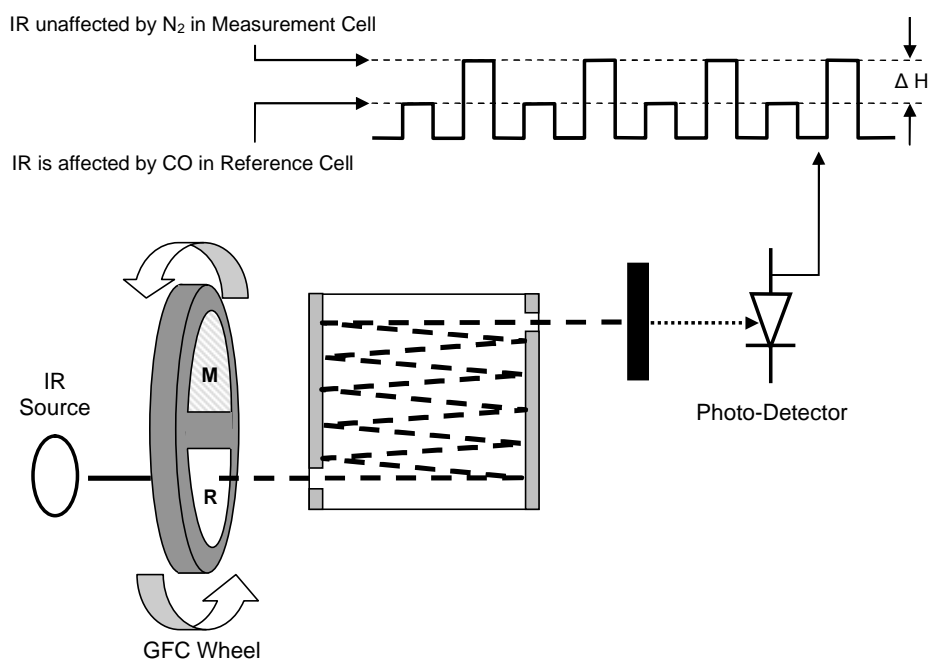 IR unaffected by N₂ in Measurement Cell
Δ H
IR is affected by CO in Reference Cell
M
IR
Source
Photo-Detector
R
GFC Wheel